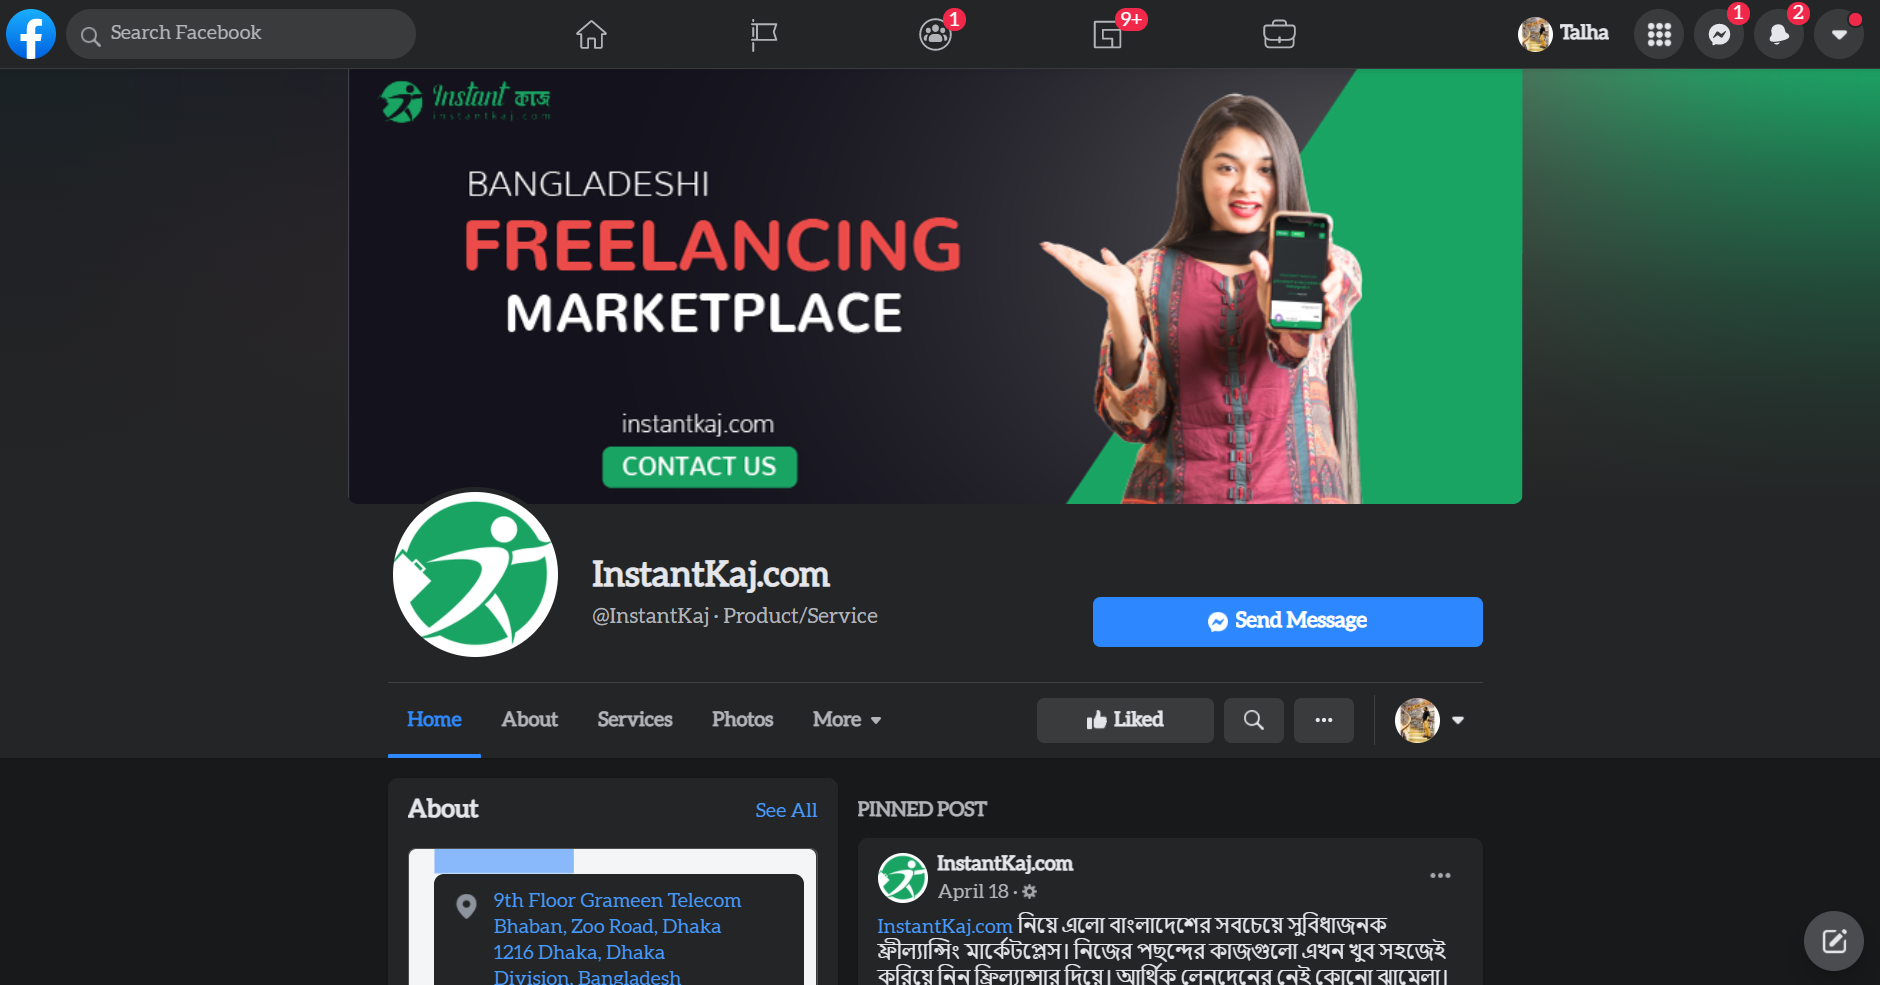 Search Facebook
1
9+
Talha
1
2
Instant কাজ
instantkaj.com
BANGLADESHI
FREELANCING
MARKETPLACE
instantkaj.com
CONTACT US
InstantKaj.com
@InstantKaj · Product/Service
Send Message
Home About Services Photos More
Liked
About
See All
9th Floor Grameen Telecom
Bhaban, Zoo Road, Dhaka
1216 Dhaka, Dhaka
Division, Bangladesh
PINNED POST
InstantKaj.com
April 18 ·
InstantKaj.com নিয়ে এলো বাংলাদেশের সবচেয়ে সুবিধাজনক
ফ্রীল্যান্সিং মার্কেটপ্লেস। নিজের পছন্দের কাজগুলো এখন খুব সহজেই
করিয়ে নিন ফ্রিল্যান্সার দিয়ে। আর্থিক লেনদেনের নেই কোনো ঝামেলা।